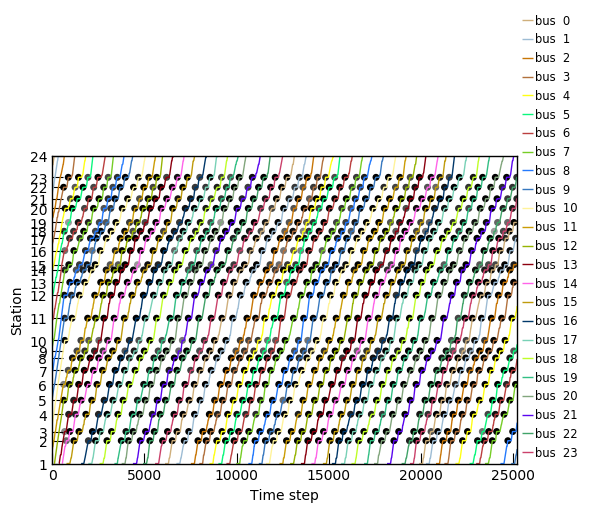 bus 0
bus 1
bus 2
bus 3
bus 4
bus 5
bus 6
bus 7
bus 8
bus 9
bus 10
bus 11
bus 12
bus 13
bus 14
bus 15
bus 16
bus 17
bus 18
bus 19
bus 20
bus 21
bus 22
bus 23
24
23
22
21
20
19
18
17
16
15
14
13
12
11
10
9
8
7
6
5
4
3
2
1
Station
0 5000 10000 15000 20000 25000
Time step